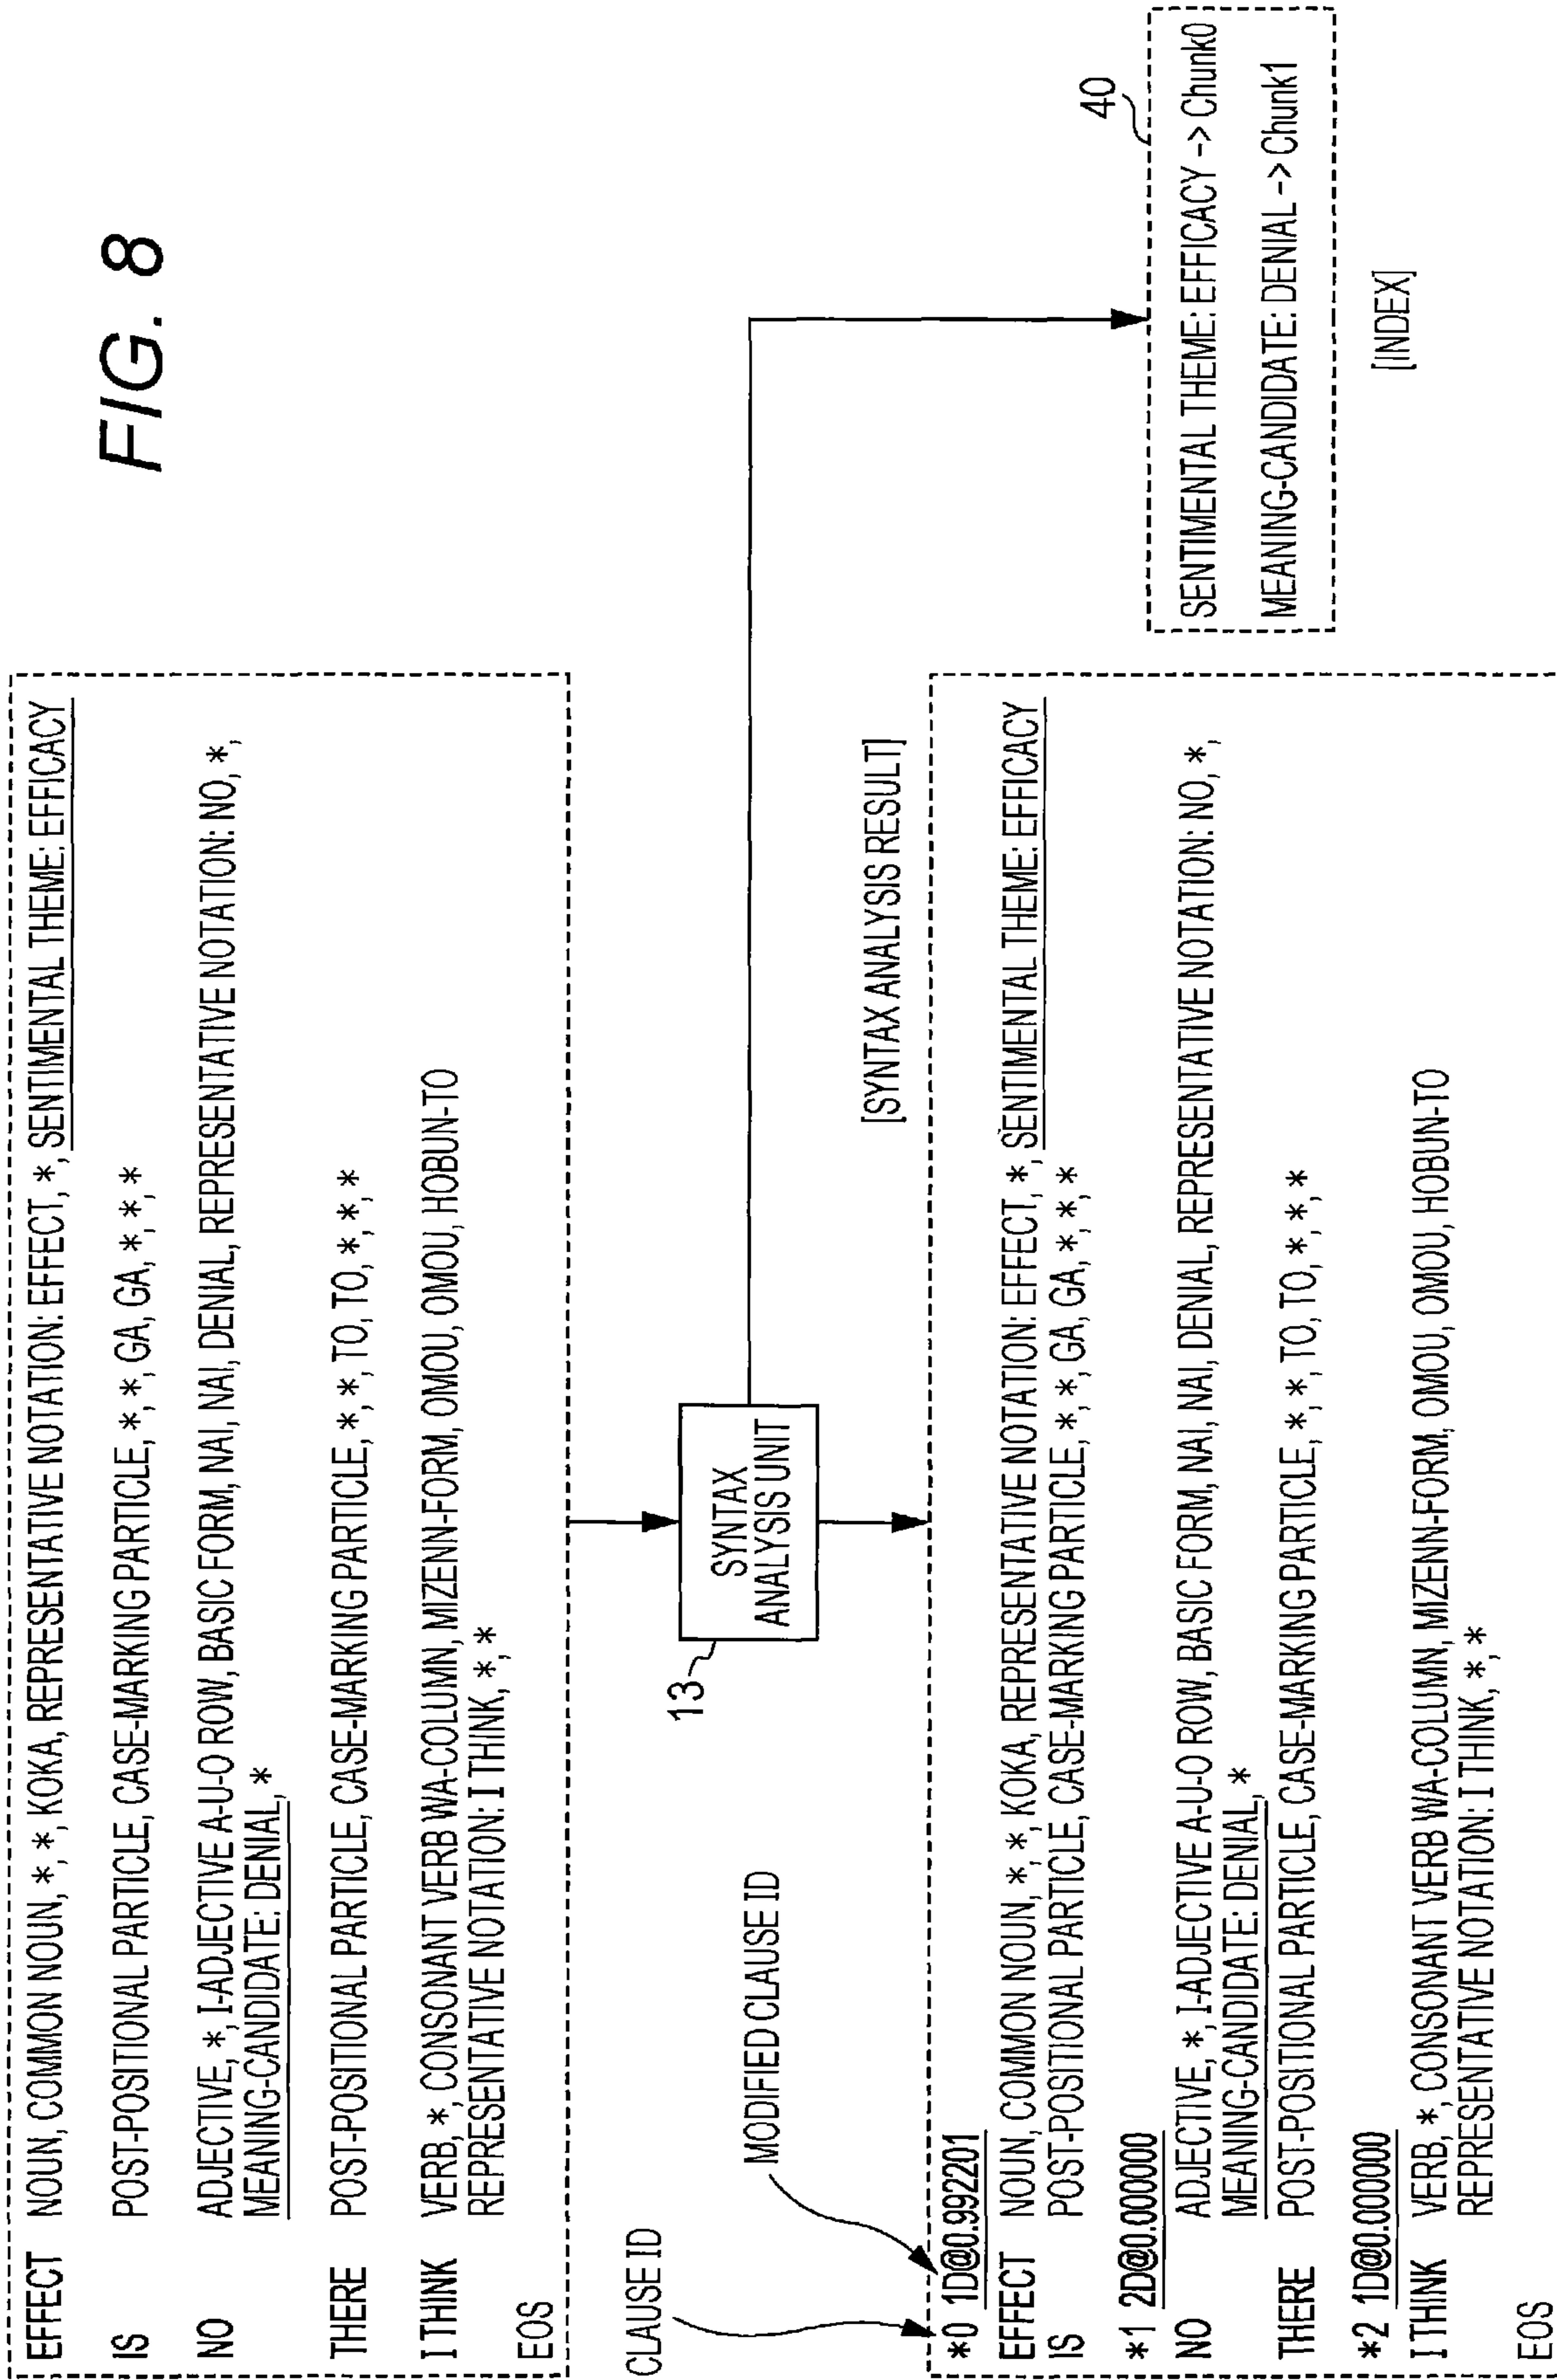 FIG. 8
EFFECT NOUN, COMMON NOUN, *, *, KOKA, REPRESENTATIVE NOTATION: EFFECT, *, SENTIMENTAL THEME: EFFICACY
IS POST-POSITIONAL PARTICLE, CASE-MARKING PARTICLE, *, *, GA, GA, *, *, *
NO ADJECTIVE, *, I-ADJECTIVE A-U-O ROW, BASIC FORM, NAI, NAI, DENIAL, REPRESENTATIVE NOTATION: NO, *,
MEANING-CANDIDATE: DENIAL, *
THERE POST-POSITIONAL PARTICLE, CASE-MARKING PARTICLE, *, *, TO, TO, *, *, *
I THINK VERB, *, CONSONANT VERB WA-COLUMN, MIZENN-FORM, OMOU, OMOU, HOBUN-TO
REPRESENTATIVE NOTATION: I THINK, *, *
EOS
13
SYNTAX
ANALYSIS UNIT
CLAUSE ID
MODIFIED CLAUSE ID
[SYNTAX ANALYSIS RESULT]
*0 1D@0.992201
EFFECT NOUN, COMMON NOUN, *, *, KOKA, REPRESENTATIVE NOTATION: EFFECT, *, SENTIMENTAL THEME: EFFICACY
IS POST-POSITIONAL PARTICLE, CASE-MARKING PARTICLE, *, *, GA, GA, *, *, *
*1 2D@0.000000
NO ADJECTIVE, *, I-ADJECTIVE A-U-O ROW, BASIC FORM, NAI, NAI, DENIAL, REPRESENTATIVE NOTATION: NO, *,
MEANING-CANDIDATE: DENIAL, *
THERE POST-POSITIONAL PARTICLE, CASE-MARKING PARTICLE, *, *, TO, TO, *, *, *
*2 1D@0.000000
I THINK VERB, *, CONSONANT VERB WA-COLUMN, MIZENN-FORM, OMOU, OMOU, HOBUN-TO
REPRESENTATIVE NOTATION: I THINK, *, *
EOS
40
SENTIMENTAL THEME: EFFICACY -> Chunk0
MEANING-CANDIDATE: DENIAL -> Chunk1
[INDEX]